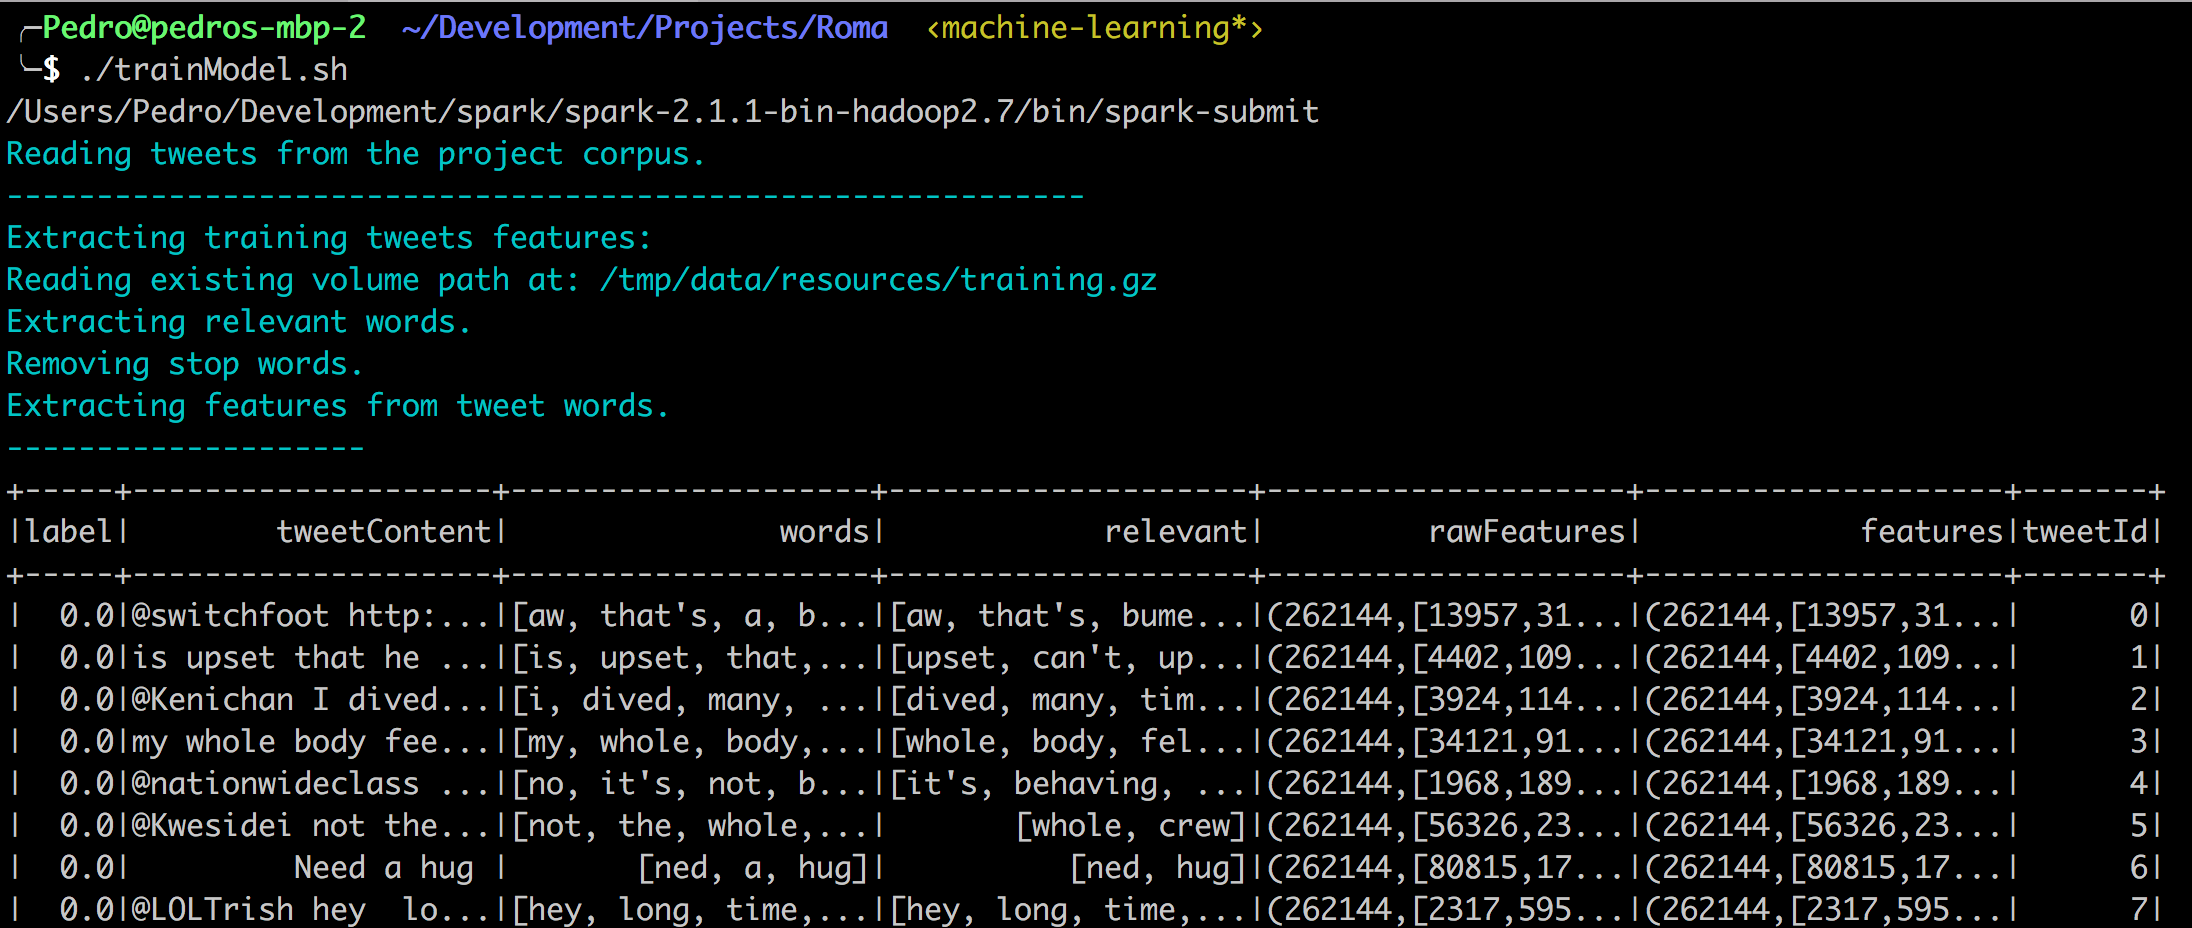 ╭─Pedro@pedros-mbp-2  ~/Development/Projects/Roma  ‹machine-learning*›
╰─$ ./trainModel.sh
/Users/Pedro/Development/spark/spark-2.1.1-bin-hadoop2.7/bin/spark-submit
Reading tweets from the project corpus.
------------------------------------------------------------
Extracting training tweets features:
Reading existing volume path at: /tmp/data/resources/training.gz
Extracting relevant words.
Removing stop words.
Extracting features from tweet words.
--------------------
+-----+--------------------+--------------------+--------------------+--------------------+--------------------+-------+
|label|        tweetContent|               words|            relevant|         rawFeatures|            features|tweetId|
+-----+--------------------+--------------------+--------------------+--------------------+--------------------+-------+
|  0.0|@switchfoot http:...|[aw, that's, a, b...|[aw, that's, bume...|(262144,[13957,31...|(262144,[13957,31...|      0|
|  0.0|is upset that he ...|[is, upset, that,...|[upset, can't, up...|(262144,[4402,109...|(262144,[4402,109...|      1|
|  0.0|@Kenichan I dived...|[i, dived, many, ...|[dived, many, tim...|(262144,[3924,114...|(262144,[3924,114...|      2|
|  0.0|my whole body fee...|[my, whole, body,...|[whole, body, fel...|(262144,[34121,91...|(262144,[34121,91...|      3|
|  0.0|@nationwideclass ...|[no, it's, not, b...|[it's, behaving, ...|(262144,[1968,189...|(262144,[1968,189...|      4|
|  0.0|@Kwesidei not the...|[not, the, whole,...|       [whole, crew]|(262144,[56326,23...|(262144,[56326,23...|      5|
|  0.0|         Need a hug |       [ned, a, hug]|          [ned, hug]|(262144,[80815,17...|(262144,[80815,17...|      6|
|  0.0|@LOLTrish hey  lo...|[hey, long, time,...|[hey, long, time,...|(262144,[2317,595...|(262144,[2317,595...|      7|